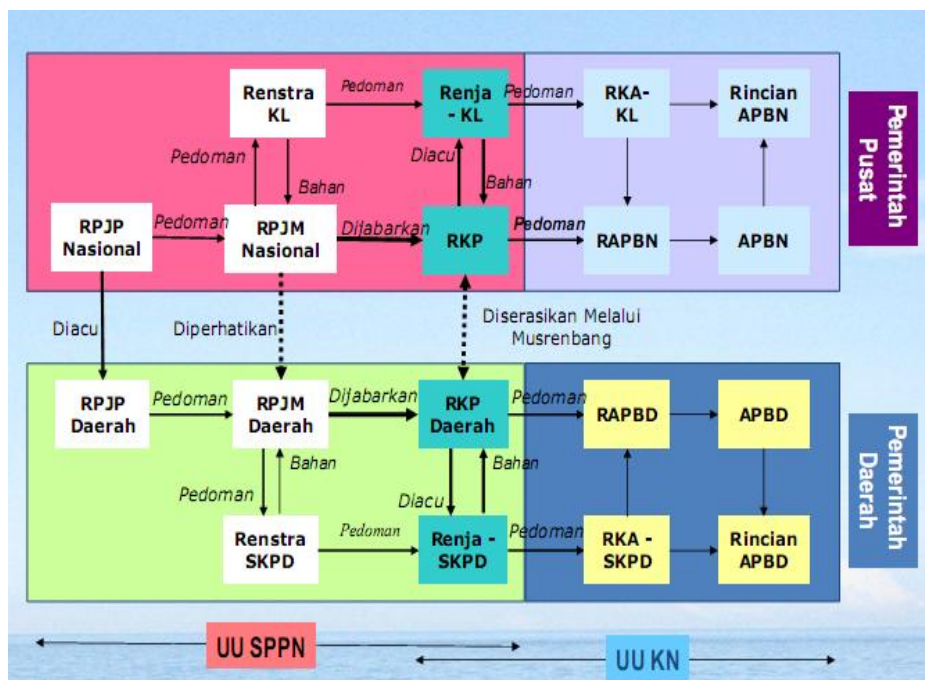 Renstra
KL
Pedoman
Renja
- KL
Pedoman
RKA-
KL
Rincian
APBN
Pemerintah
Pusat
Pedoman
Bahan
Diacu
Bahan
RPJP
Nasional
Pedoman
RPJM
Nasional
Dijabarkan
RKP
Pedoman
RAPBN
APBN
Diacu
Diperhatikan
Diserasikan Melalui
Musrenbang
RPJP
Daerah
Pedoman
RPJM
Daerah
Dijabarkan
RKP
Daerah
Pedoman
RAPBD
APBD
Pemerintah
Daerah
Bahan
Pedoman
Bahan
Diacu
Renstra
SKPD
Pedoman
Renja -
SKPD
Pedoman
RKA -
SKPD
Rincian
APBD
UU SPPN
UU KN